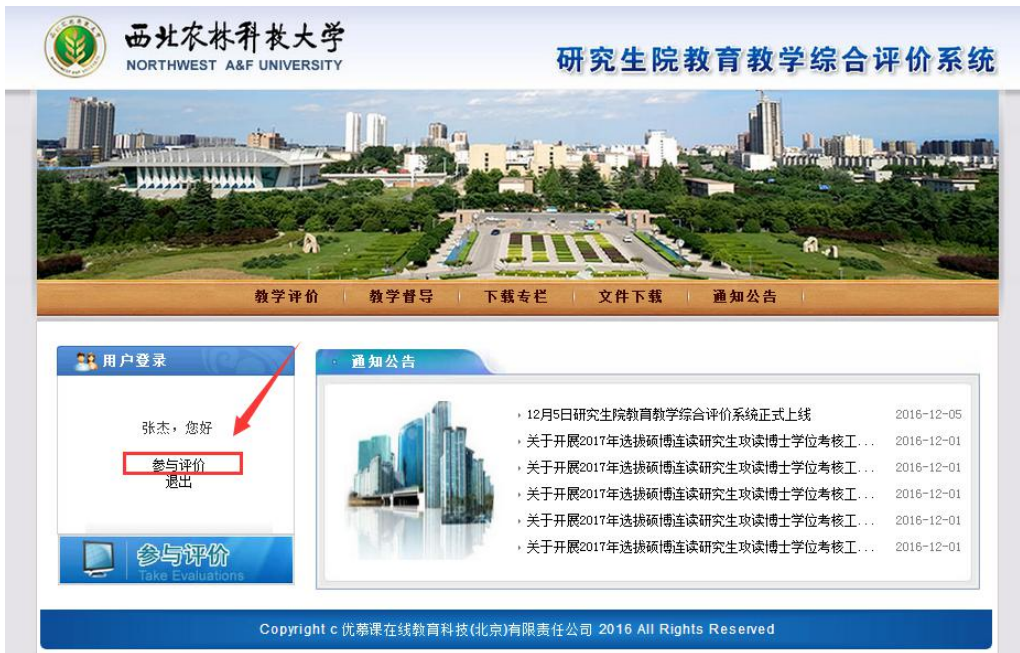 西北农林科技大学
NORTHWEST A&F UNIVERSITY
研究生院教育教学综合评价系统
教学评价 教学督导 下载专栏 文件下载 通知公告
用户登录
张杰，您好
参与评价
退出
参与评价
Take Evaluations
通知公告
12月5日研究生院教育教学综合评价系统正式上线 2016-12-05
关于开展2017年选拔硕博连读研究生攻读博士学位考核工... 2016-12-01
关于开展2017年选拔硕博连读研究生攻读博士学位考核工... 2016-12-01
关于开展2017年选拔硕博连读研究生攻读博士学位考核工... 2016-12-01
关于开展2017年选拔硕博连读研究生攻读博士学位考核工... 2016-12-01
关于开展2017年选拔硕博连读研究生攻读博士学位考核工... 2016-12-01
Copyright c 优慕课在线教育科技(北京)有限责任公司 2016 All Rights Reserved